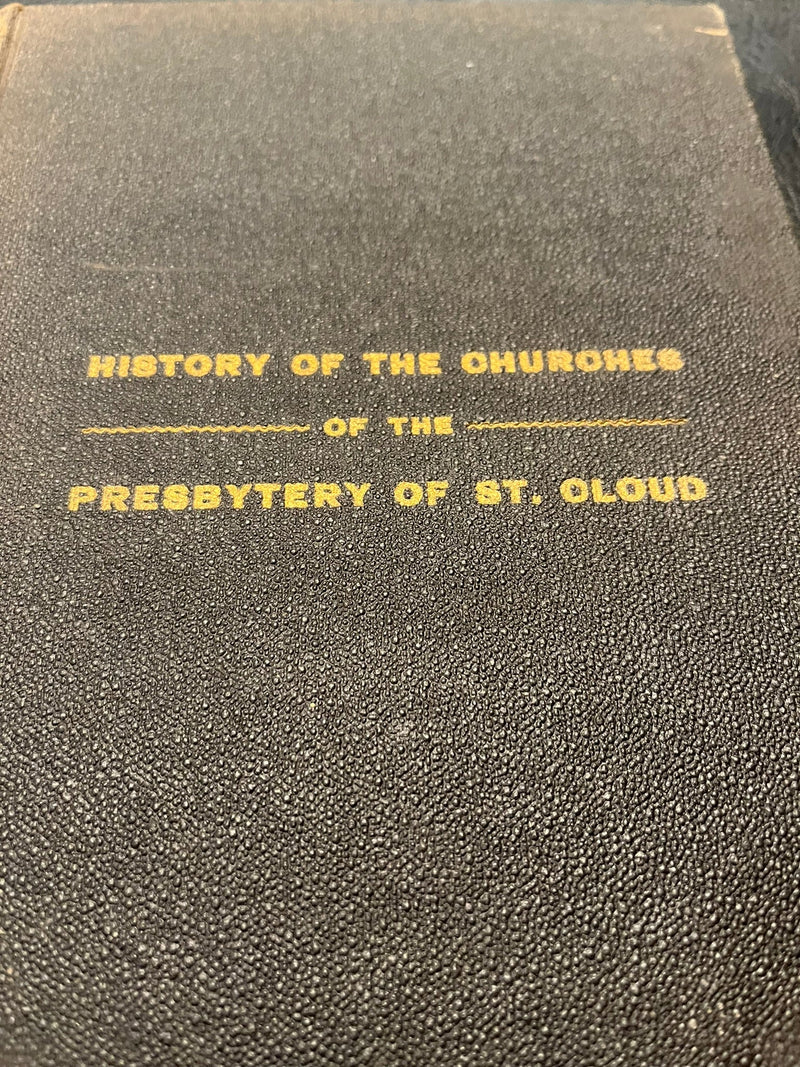 HISTORY OF THE CHURCHES
OF THE
PRESBYTERY OF ST. CLOUD